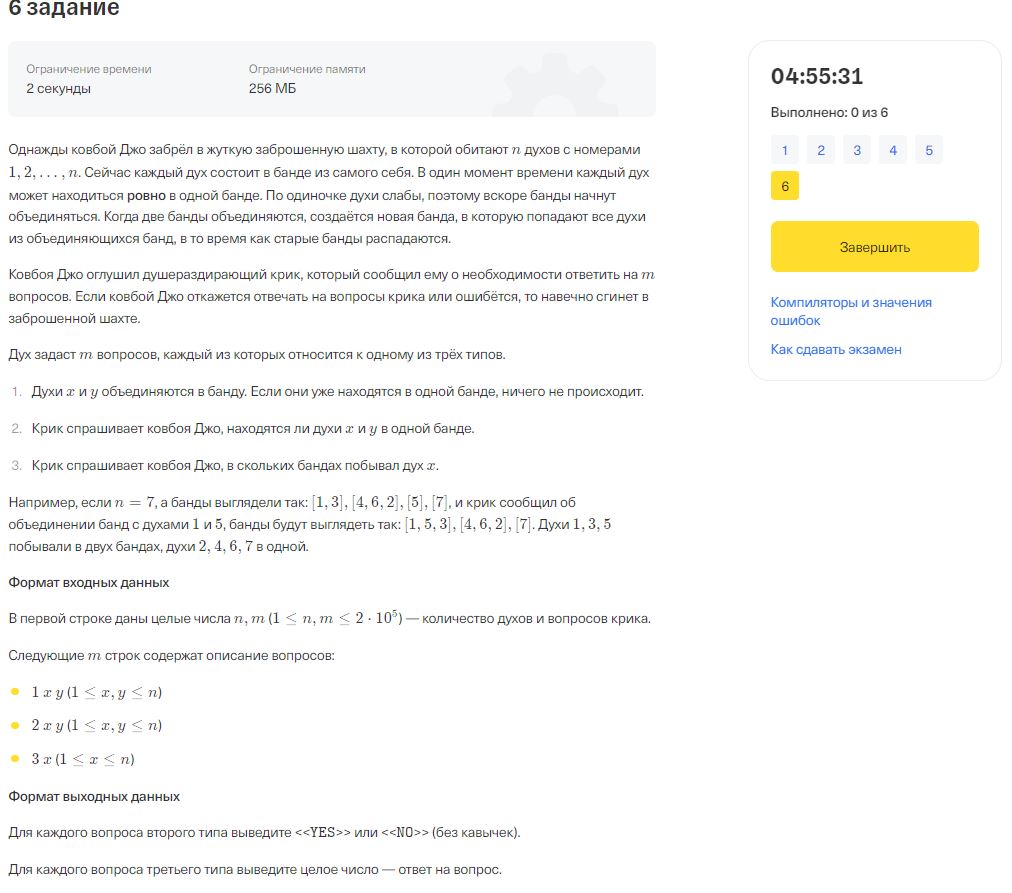 6 задание
Ограничение времени
Ограничение памяти
2 секунды
256 МБ
Однажды ковбой Джо забрёл в жуткую заброшенную шахту, в которой обитают n духов с номерами
1, 2, . . . , n. Сейчас каждый дух состоит в банде из самого себя. В один момент времени каждый дух
может находиться ровно в одной банде. По одиночке духи слабы, поэтому вскоре банды начнут
объединяться. Когда две банды объединяются, создаётся новая банда, в которую попадают все духи
из объединяющихся банд, в то время как старые банды распадаются.
Ковбоя Джо оглушил душераздирающий крик, который сообщил ему о необходимости ответить на m
вопросов. Если ковбой Джо откажется отвечать на вопросы крика или ошибётся, то навечно сгинет в
заброшенной шахте.
Дух задаст m вопросов, каждый из которых относится к одному из трёх типов.
1. Духи x и y объединяются в банду. Если они уже находятся в одной банде, ничего не происходит.
2. Крик спрашивает ковбоя Джо, находятся ли духи x и y в одной банде.
3. Крик спрашивает ковбоя Джо, в скольких бандах побывал дух x.
Например, если n = 7, а банды выглядели так: [1, 3], [4, 6, 2], [5], [7], и крик сообщил об
объединении банд с духами 1 и 5, банды будут выглядеть так: [1, 5, 3], [4, 6, 2], [7]. Духи 1, 3, 5
побывали в двух бандах, духи 2, 4, 6, 7 в одной.
Формат входных данных
В первой строке даны целые числа n, m (1 ≤ n, m ≤ 2 · 10⁵) — количество духов и вопросов крика.
Следующие m строк содержат описание вопросов:
1 x y (1 ≤ x, y ≤ n)
2 x y (1 ≤ x, y ≤ n)
3 x (1 ≤ x ≤ n)
Формат выходных данных
Для каждого вопроса второго типа выведите <<YES>> или <<NO>> (без кавычек).
Для каждого вопроса третьего типа выведите целое число — ответ на вопрос.
04:55:31
Выполнено: 0 из 6
1 2 3 4 5
6
Завершить
Компиляторы и значения
ошибок
Как сдавать экзамен